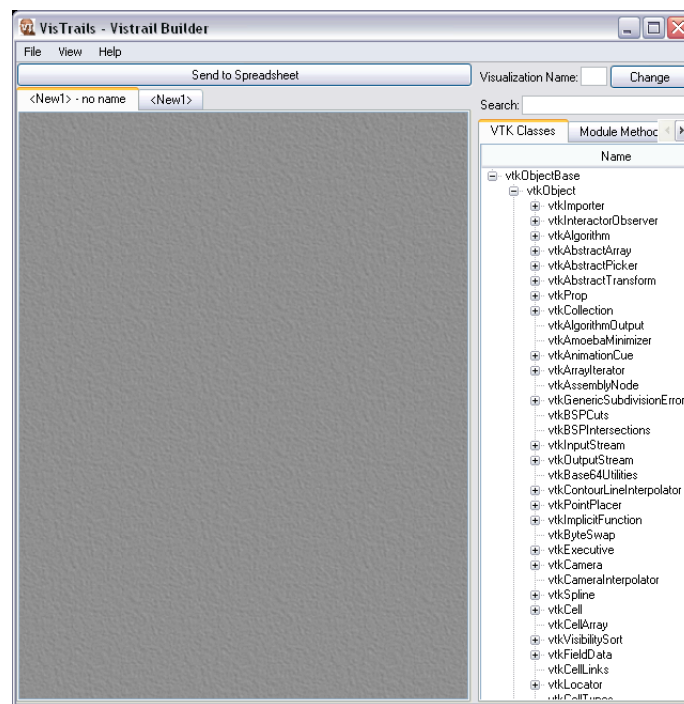 VisTrails - Vistrail Builder
File View Help
Send to Spreadsheet
Visualization Name:
Change
<New1> - no name
<New1>
Search:
VTK Classes
Module Methoc
Name
vtkObjectBase
vtkObject
vtkImporter
vtkInteractorObserver
vtkAlgorithm
vtkAbstractArray
vtkAbstractPicker
vtkAbstractTransform
vtkProp
vtkCollection
vtkAlgorithmOutput
vtkAmoebaMinimizer
vtkAnimationCue
vtkArrayIterator
vtkAssemblyNode
vtkGenericSubdivisionError
vtkBSPCuts
vtkBSPIntersections
vtkInputStream
vtkOutputStream
vtkBase64Utilities
vtkContourLineInterpolator
vtkPointPlacer
vtkImplicitFunction
vtkByteSwap
vtkExecutive
vtkCamera
vtkCameraInterpolator
vtkSpline
vtkCell
vtkCellArray
vtkVisibilitySort
vtkFieldData
vtkCellLinks
vtkLocator
vtkCellTypes